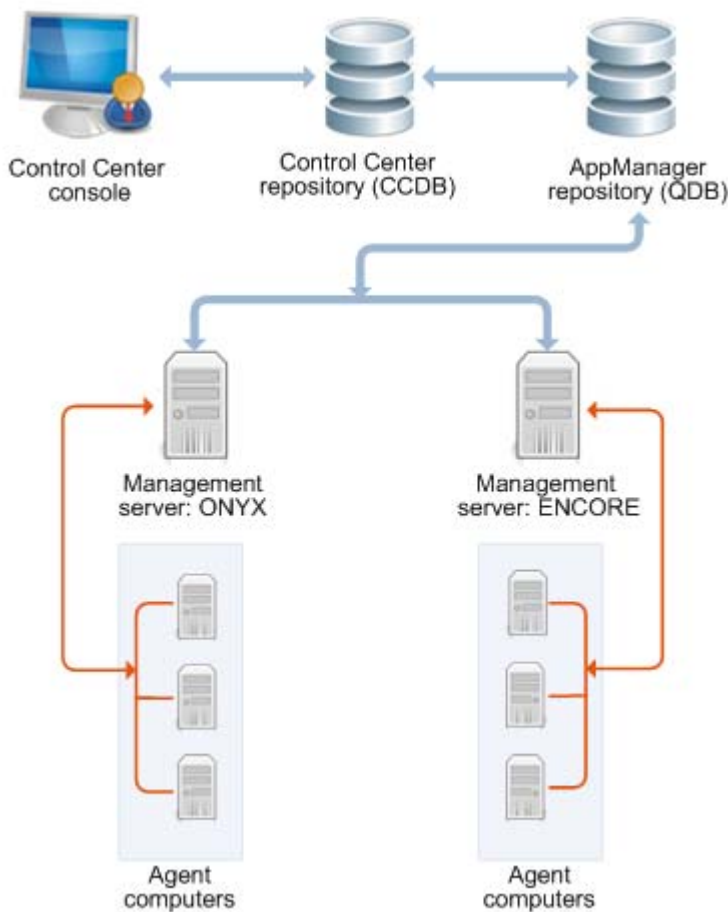 Control Center
console
Control Center
repository (CCDB)
AppManager
repository (QDB)
Management
server: ONYX
Management
server: ENCORE
Agent
computers
Agent
computers